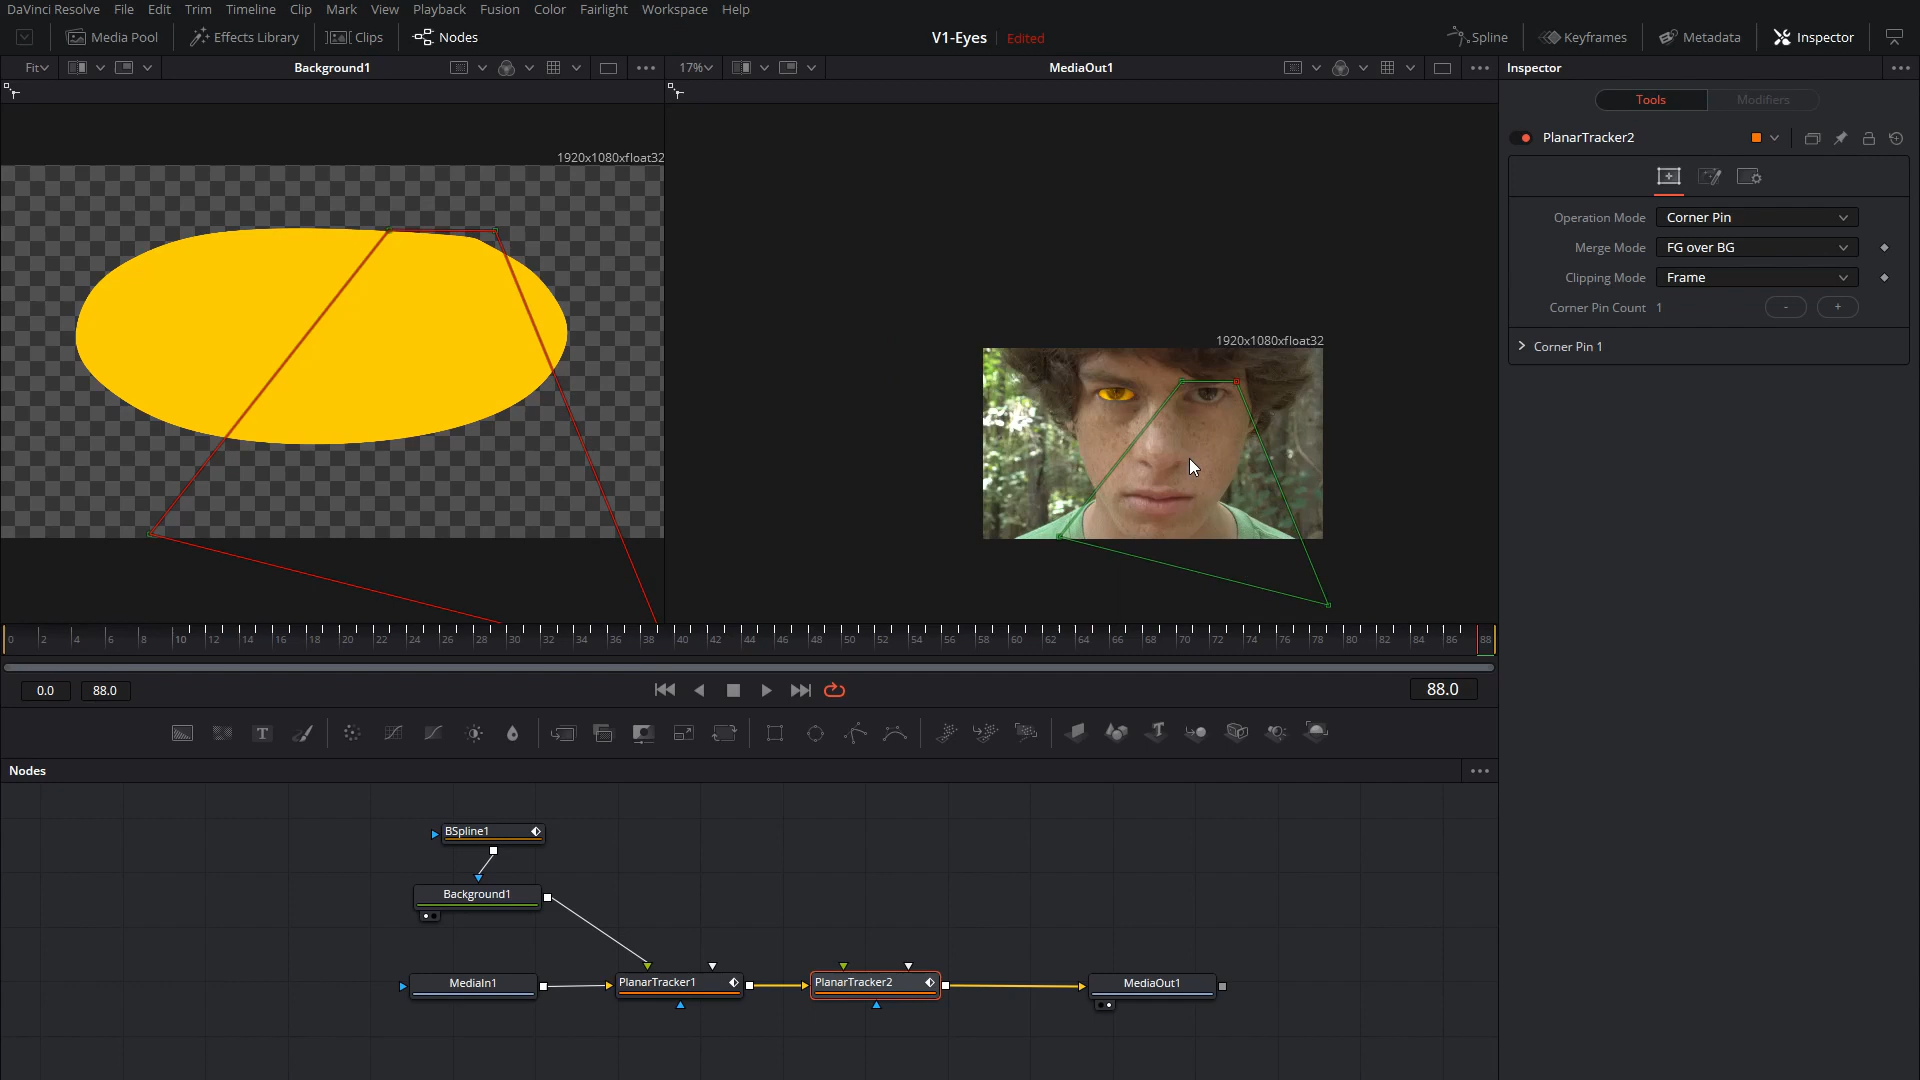 DaVinci Resolve File Edit Trim Timeline Clip Mark View Playback Fusion Color Fairlight Workspace Help
Media Pool Effects Library Clips Nodes V1-Eyes Edited Spline Keyframes Metadata Inspector
Fit Background1 17% MediaOut1 Inspector
Tools Modifiers
PlanarTracker2
1920x1080xfloat32
Operation Mode Corner Pin
Merge Mode FG over BG
Clipping Mode Frame
Corner Pin Count 1 - +
1920x1080xfloat32
Corner Pin 1
0 2 4 6 8 10 12 14 16 18 20 22 24 26 28 30 32 34 36 38 40 42 44 46 48 50 52 54 56 58 60 62 64 66 68 70 72 74 76 78 80 82 84 86 88
0.0 88.0 88.0
T T
Nodes
BSpline1
Background1
MediaIn1 PlanarTracker1 PlanarTracker2 MediaOut1